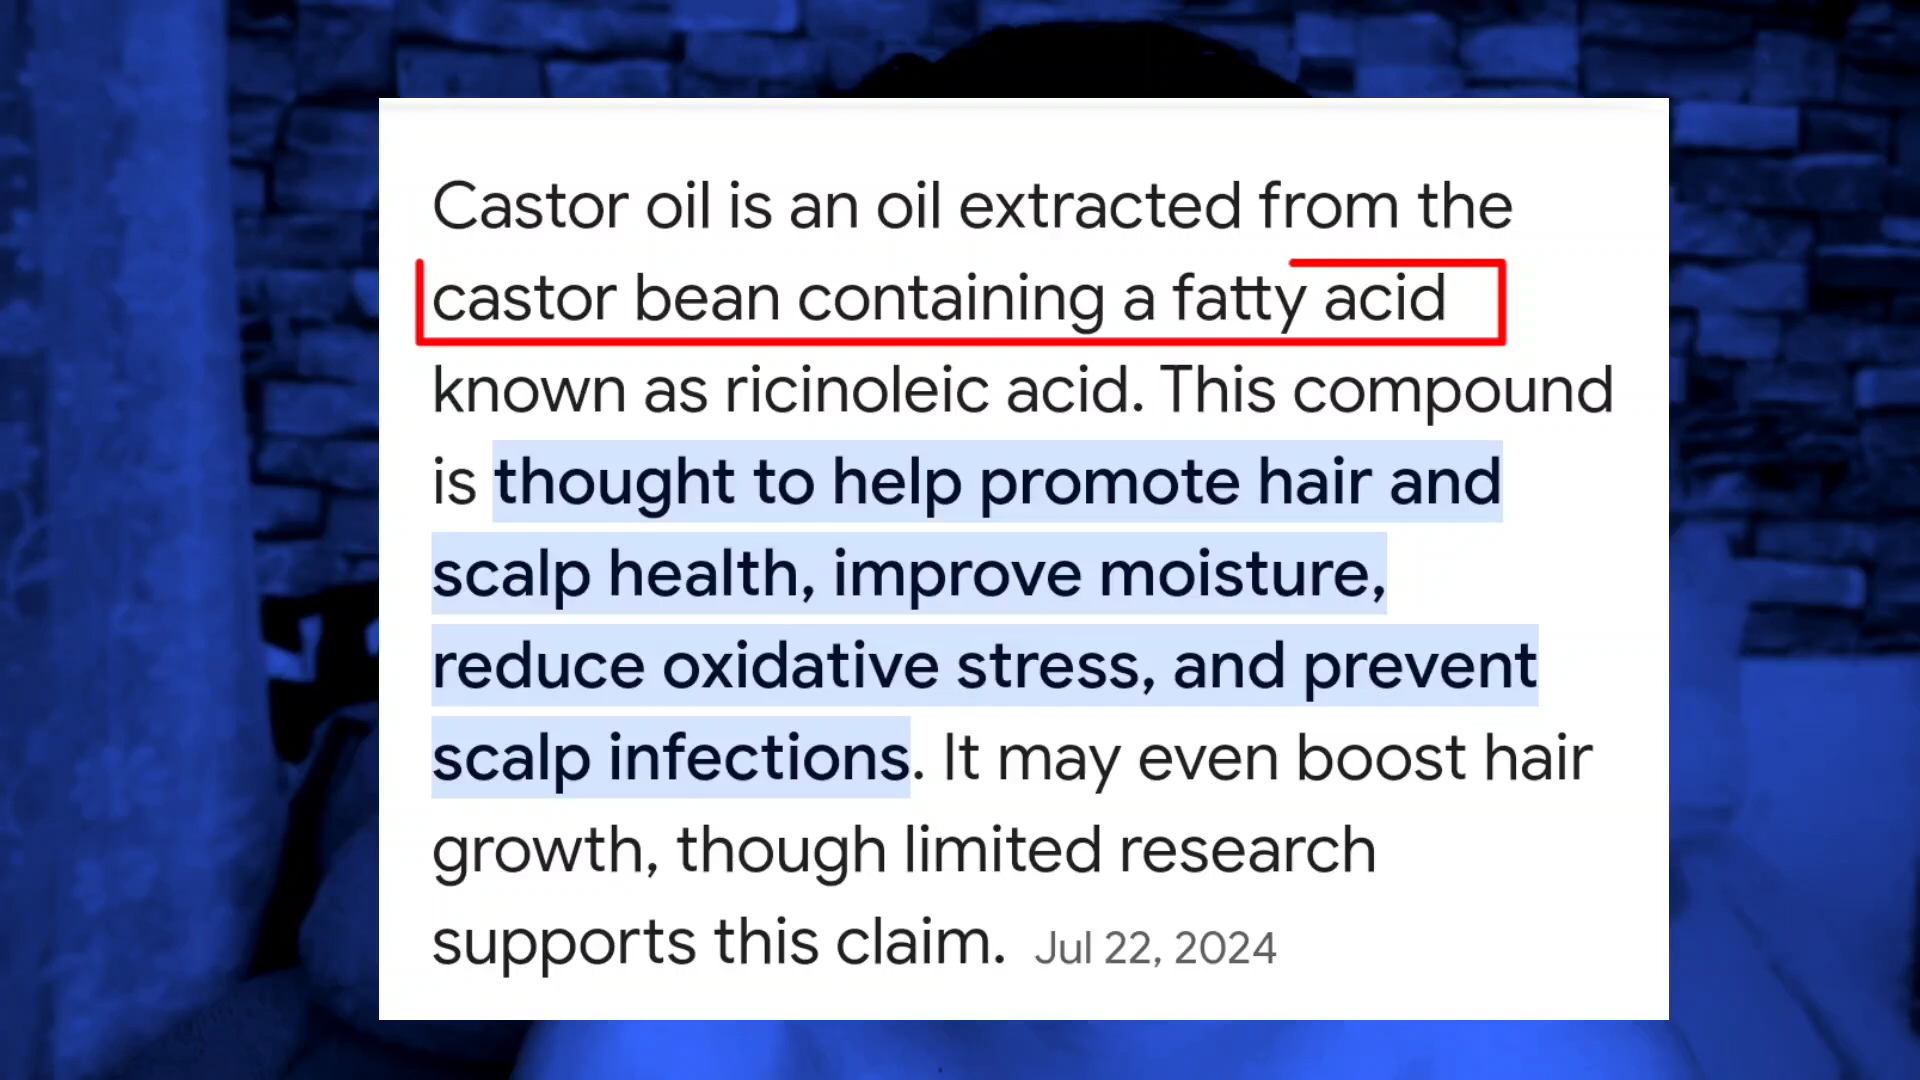 Castor oil is an oil extracted from the
castor bean containing a fatty acid
known as ricinoleic acid. This compound
is thought to help promote hair and
scalp health, improve moisture,
reduce oxidative stress, and prevent
scalp infections. It may even boost hair
growth, though limited research
supports this claim. Jul 22, 2024